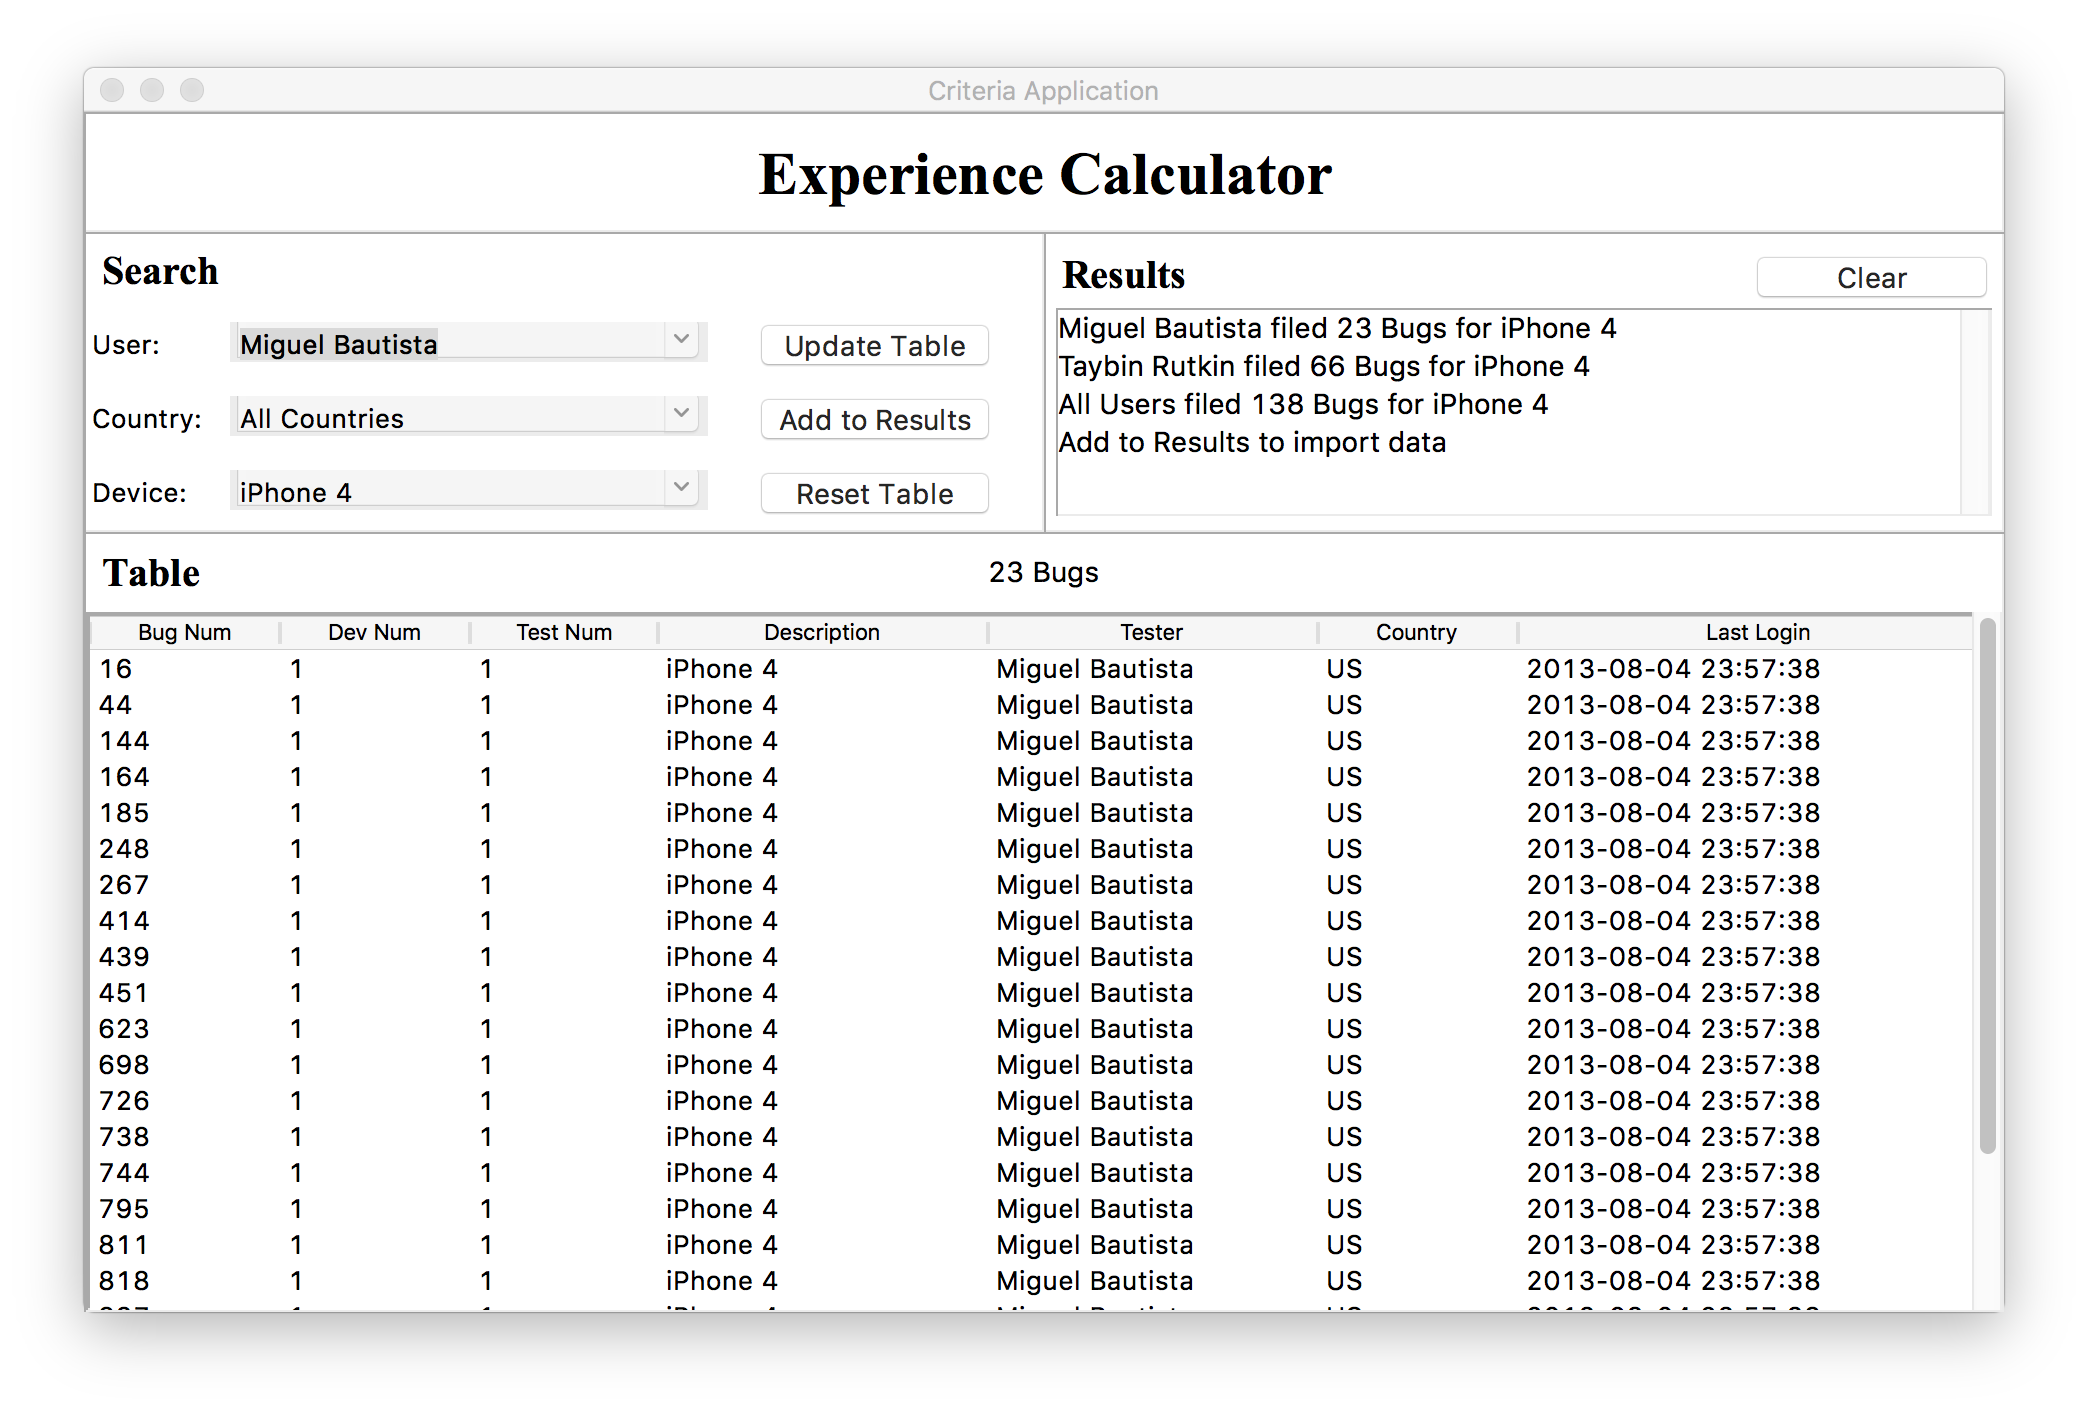 Criteria Application
Experience Calculator
Search
User: Miguel Bautista Update Table
Country: All Countries Add to Results
Device: iPhone 4 Reset Table
Results Clear
Miguel Bautista filed 23 Bugs for iPhone 4
Taybin Rutkin filed 66 Bugs for iPhone 4
All Users filed 138 Bugs for iPhone 4
Add to Results to import data
Table 23 Bugs
Bug Num Dev Num Test Num Description Tester Country Last Login
16 1 1 iPhone 4 Miguel Bautista US 2013-08-04 23:57:38
44 1 1 iPhone 4 Miguel Bautista US 2013-08-04 23:57:38
144 1 1 iPhone 4 Miguel Bautista US 2013-08-04 23:57:38
164 1 1 iPhone 4 Miguel Bautista US 2013-08-04 23:57:38
185 1 1 iPhone 4 Miguel Bautista US 2013-08-04 23:57:38
248 1 1 iPhone 4 Miguel Bautista US 2013-08-04 23:57:38
267 1 1 iPhone 4 Miguel Bautista US 2013-08-04 23:57:38
414 1 1 iPhone 4 Miguel Bautista US 2013-08-04 23:57:38
439 1 1 iPhone 4 Miguel Bautista US 2013-08-04 23:57:38
451 1 1 iPhone 4 Miguel Bautista US 2013-08-04 23:57:38
623 1 1 iPhone 4 Miguel Bautista US 2013-08-04 23:57:38
698 1 1 iPhone 4 Miguel Bautista US 2013-08-04 23:57:38
726 1 1 iPhone 4 Miguel Bautista US 2013-08-04 23:57:38
738 1 1 iPhone 4 Miguel Bautista US 2013-08-04 23:57:38
744 1 1 iPhone 4 Miguel Bautista US 2013-08-04 23:57:38
795 1 1 iPhone 4 Miguel Bautista US 2013-08-04 23:57:38
811 1 1 iPhone 4 Miguel Bautista US 2013-08-04 23:57:38
818 1 1 iPhone 4 Miguel Bautista US 2013-08-04 23:57:38